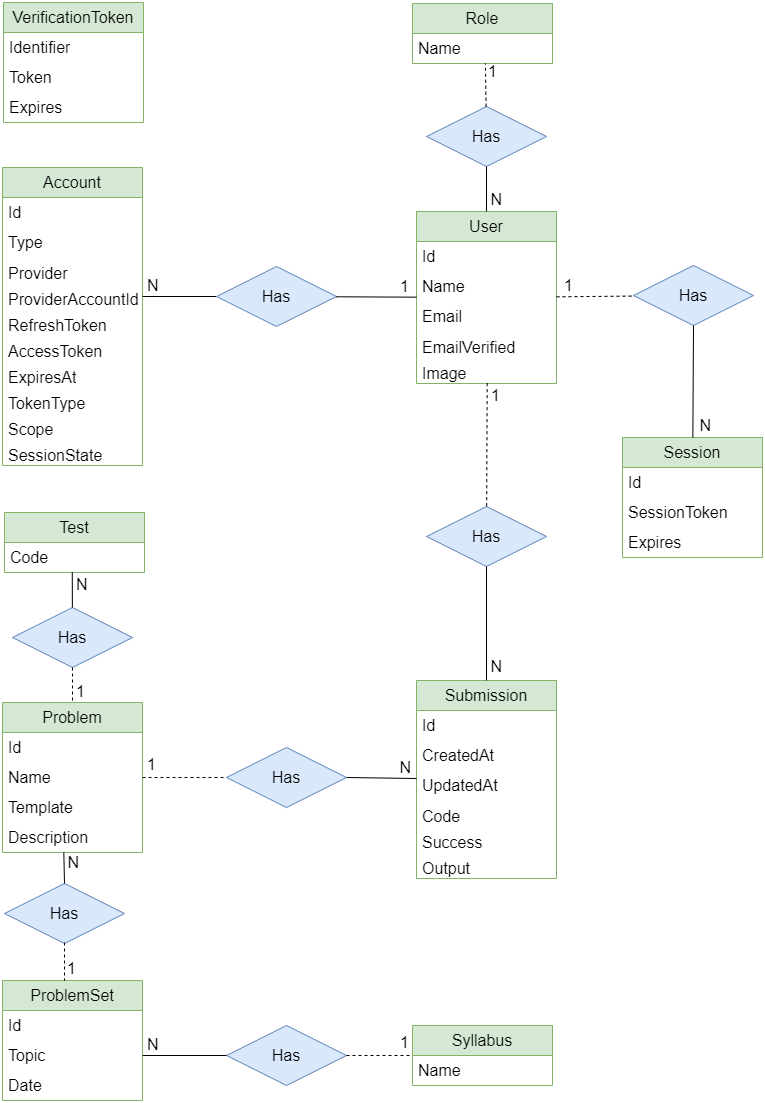 VerificationToken
Identifier
Token
Expires
Role
Name
1
Has
N
Account
Id
Type
Provider
ProviderAccountId
RefreshToken
AccessToken
ExpiresAt
TokenType
Scope
SessionState
N
Has
1
User
Id
Name
Email
EmailVerified
Image
1
Has
N
Session
Id
SessionToken
Expires
1
Has
N
Test
Code
N
Has
1
Problem
Id
Name
Template
Description
1
Has
N
Submission
Id
CreatedAt
UpdatedAt
Code
Success
Output
N
Has
1
ProblemSet
Id
Topic
Date
N
Has
1
Syllabus
Name